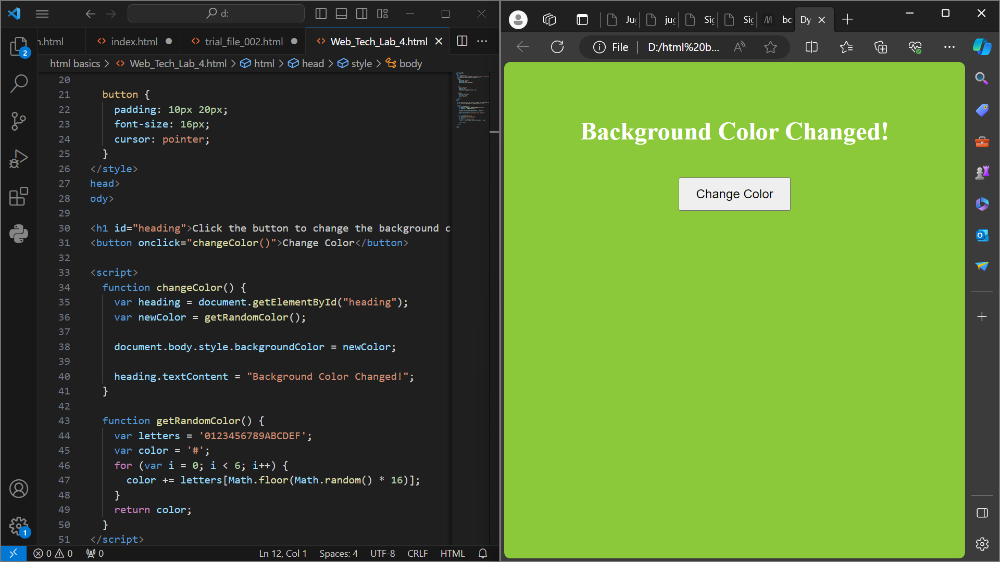 d:
n.html
index.html
trial_file_002.html
Web_Tech_Lab_4.html
html basics > Web_Tech_Lab_4.html > html > head > style > body
20
21 button {
22 padding: 10px 20px;
23 font-size: 16px;
24 cursor: pointer;
25 }
26 </style>
27 head>
28 ody>
29
30 <h1 id="heading">Click the button to change the background c
31 <button onclick="changeColor()">Change Color</button>
32
33 <script>
34 function changeColor() {
35 var heading = document.getElementById("heading");
36 var newColor = getRandomColor();
37
38 document.body.style.backgroundColor = newColor;
39
40 heading.textContent = "Background Color Changed!";
41 }
42
43 function getRandomColor() {
44 var letters = '0123456789ABCDEF';
45 var color = '#';
46 for (var i = 0; i < 6; i++) {
47 color += letters[Math.floor(Math.random() * 16)];
48 }
49 return color;
50 }
51 </script>
2
1
0 0 0
Ln 12, Col 1 Spaces: 4 UTF-8 CRLF HTML
Ju
jug
Sig
Sig
bo
Dy
File D:/html%20b...
Background Color Changed!
Change Color